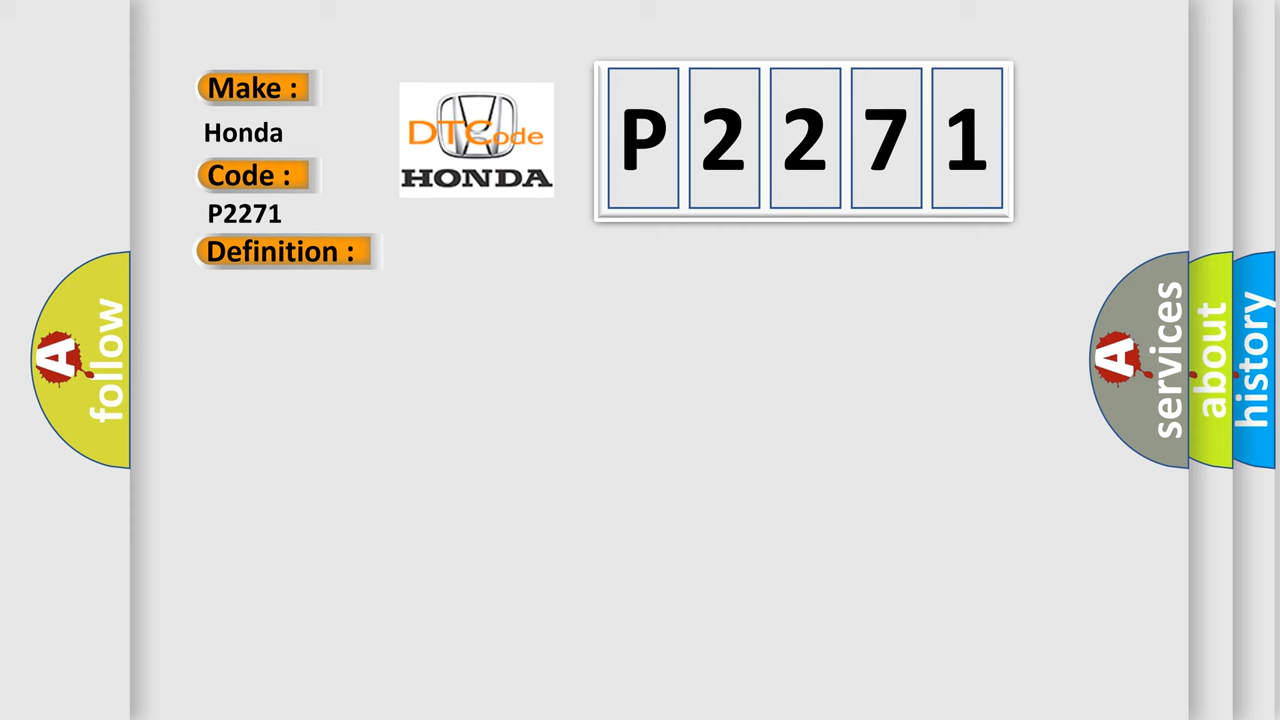 Make :
Honda
Code :
P2271
Definition :
DTCode
HONDA
P 2 2 7 1
A follow
A services
about
history